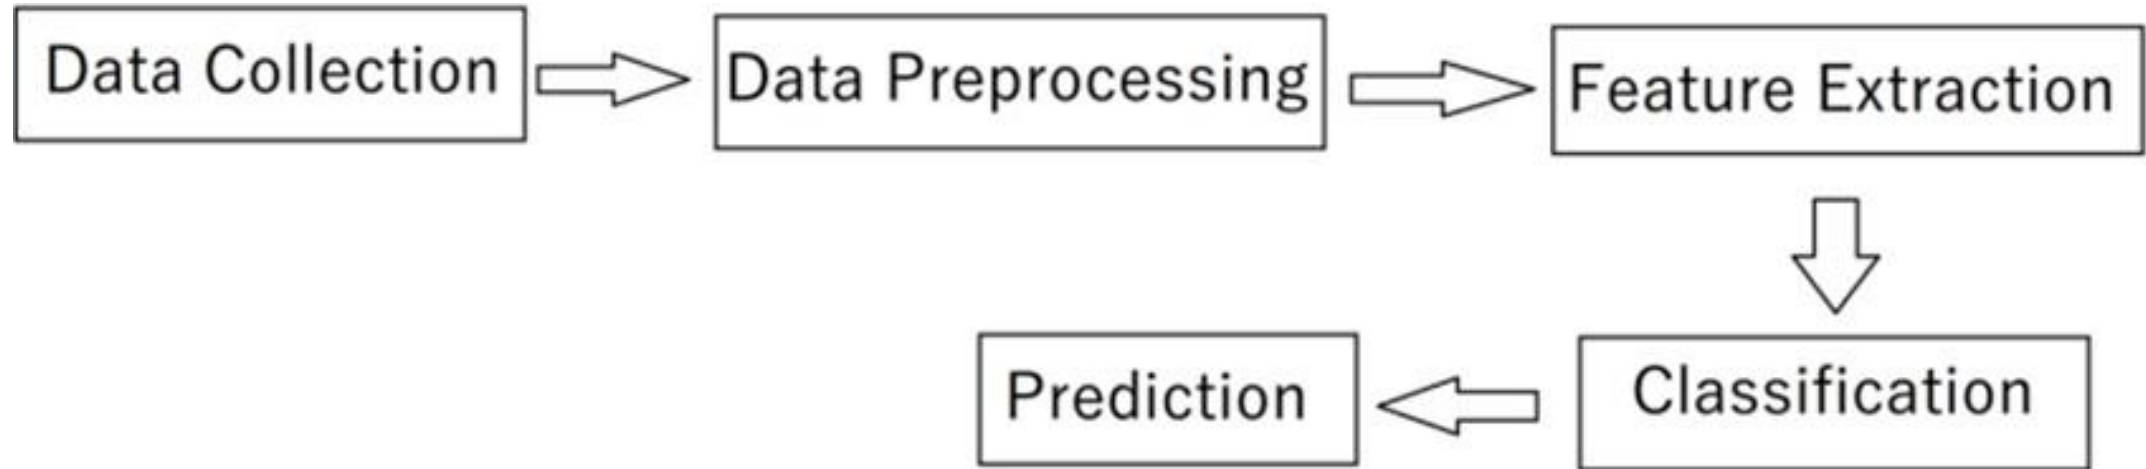 Data Collection
Data Preprocessing
Feature Extraction
Classification
Prediction